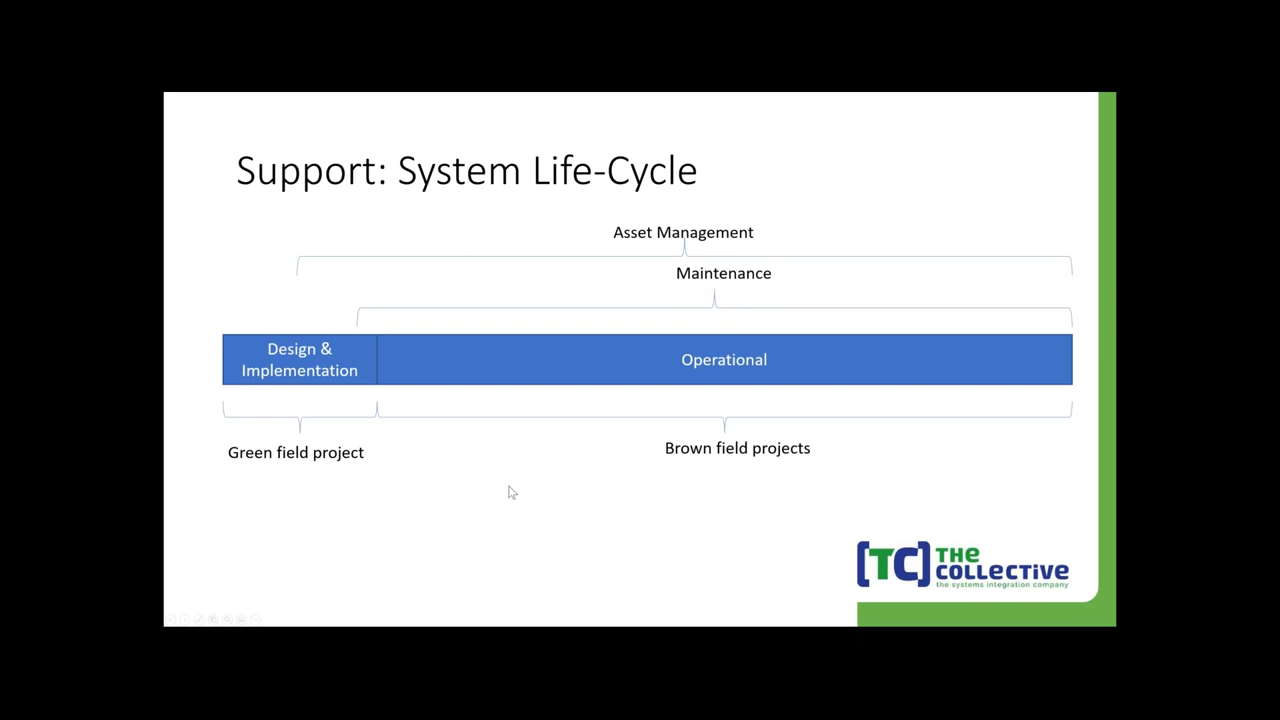 Support: System Life-Cycle
Asset Management
Maintenance
Design &
Implementation
Operational
Green field project
Brown field projects
[TC] THE
COLLECTIVE
the systems integration company